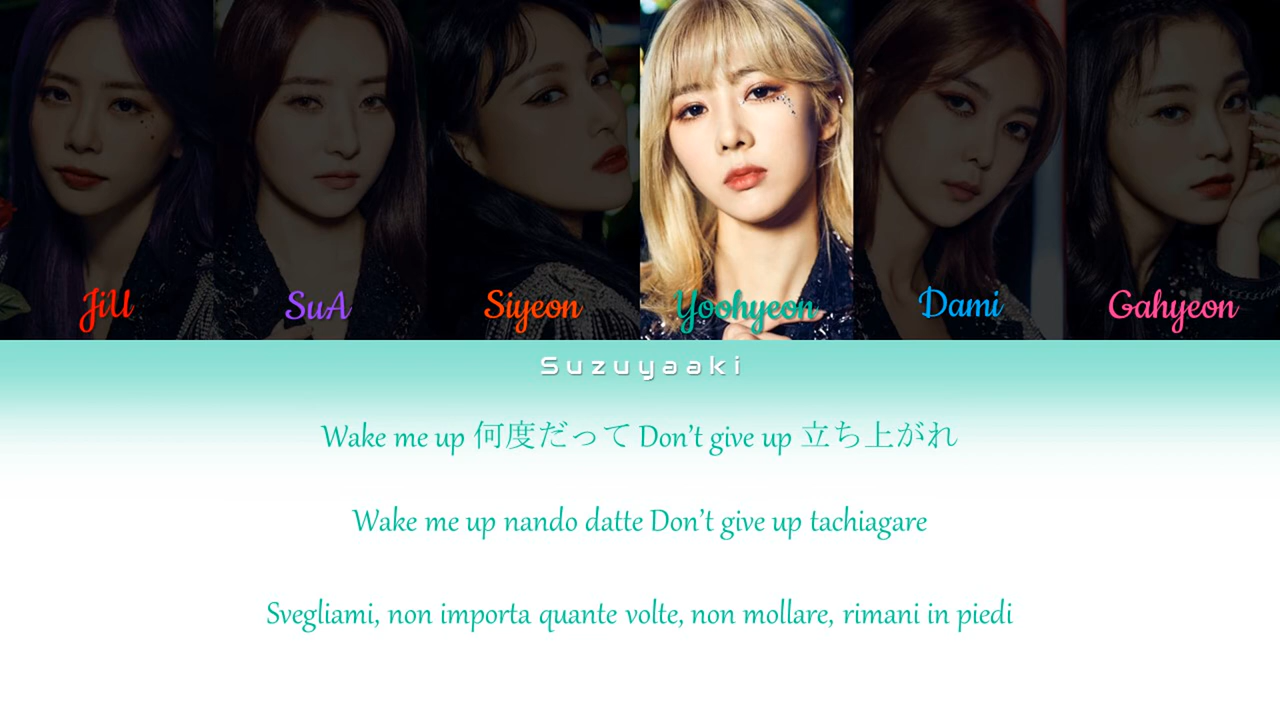 JiU SuA Siyeon Yoohyeon Dami Gahyeon
Suzuyaaki
Wake me up 何度だって Don’t give up 立ち上がれ
Wake me up nando datte Don’t give up tachiagare
Svegliami, non importa quante volte, non mollare, rimani in piedi